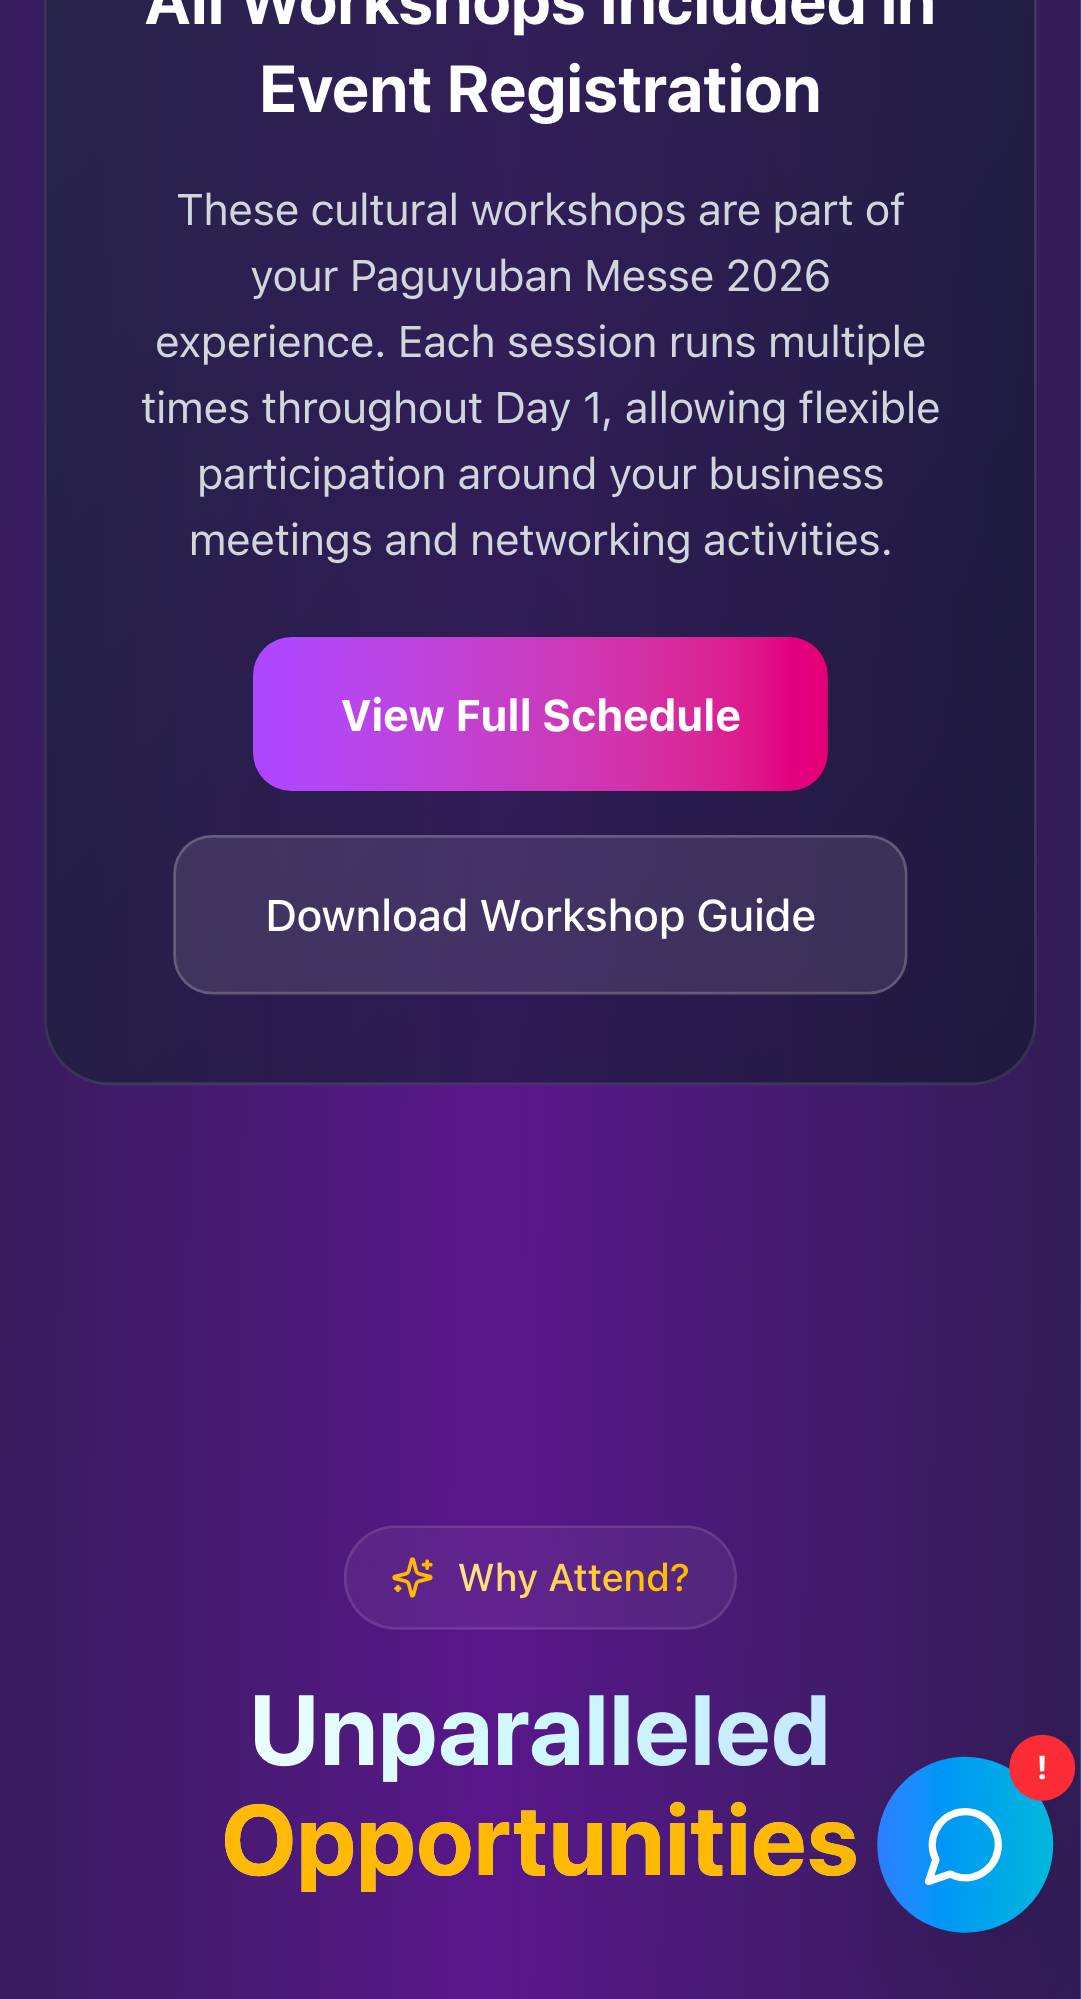 All Workshops Included in
Event Registration
These cultural workshops are part of
your Paguyuban Messe 2026
experience. Each session runs multiple
times throughout Day 1, allowing flexible
participation around your business
meetings and networking activities.
View Full Schedule
Download Workshop Guide
Why Attend?
Unparalleled
Opportunities
!